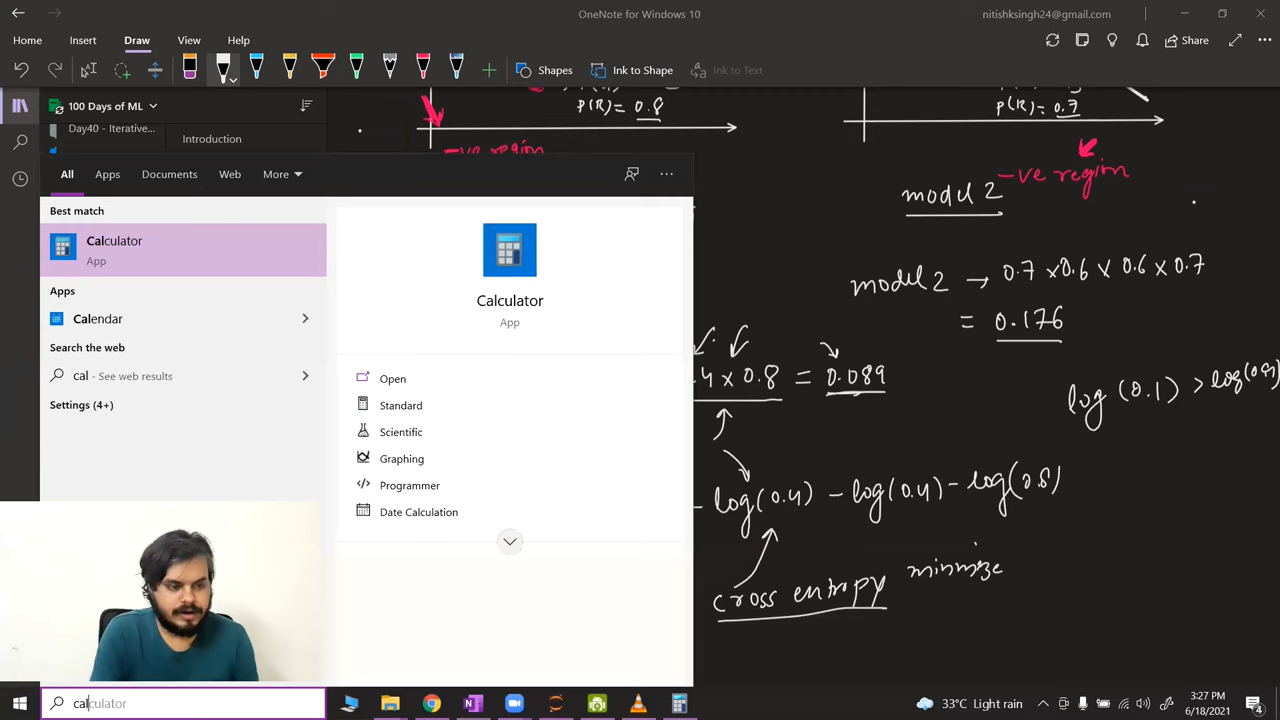 OneNote for Windows 10
nitishksingh24@gmail.com
Home Insert Draw View Help
Share
Shapes Ink to Shape Ink to Text
100 Days of ML
Day40 - Iterative...
Introduction
P(R) = 0.8
P(R) = 0.7
-ve region
-ve region
model 2
model 2 → 0.7 × 0.6 × 0.6 × 0.7
= 0.176
.4 × 0.8 = 0.089
log (0.1) > log(0.9)
- log(0.4) - log(0.4) - log(0.8)
cross entropy minimize
All Apps Documents Web More
Best match
Calculator
App
Apps
Calendar
Search the web
cal - See web results
Settings (4+)
Calculator
App
Open
Standard
Scientific
Graphing
Programmer
Date Calculation
calculator
33°C Light rain
3:27 PM
6/18/2021
4